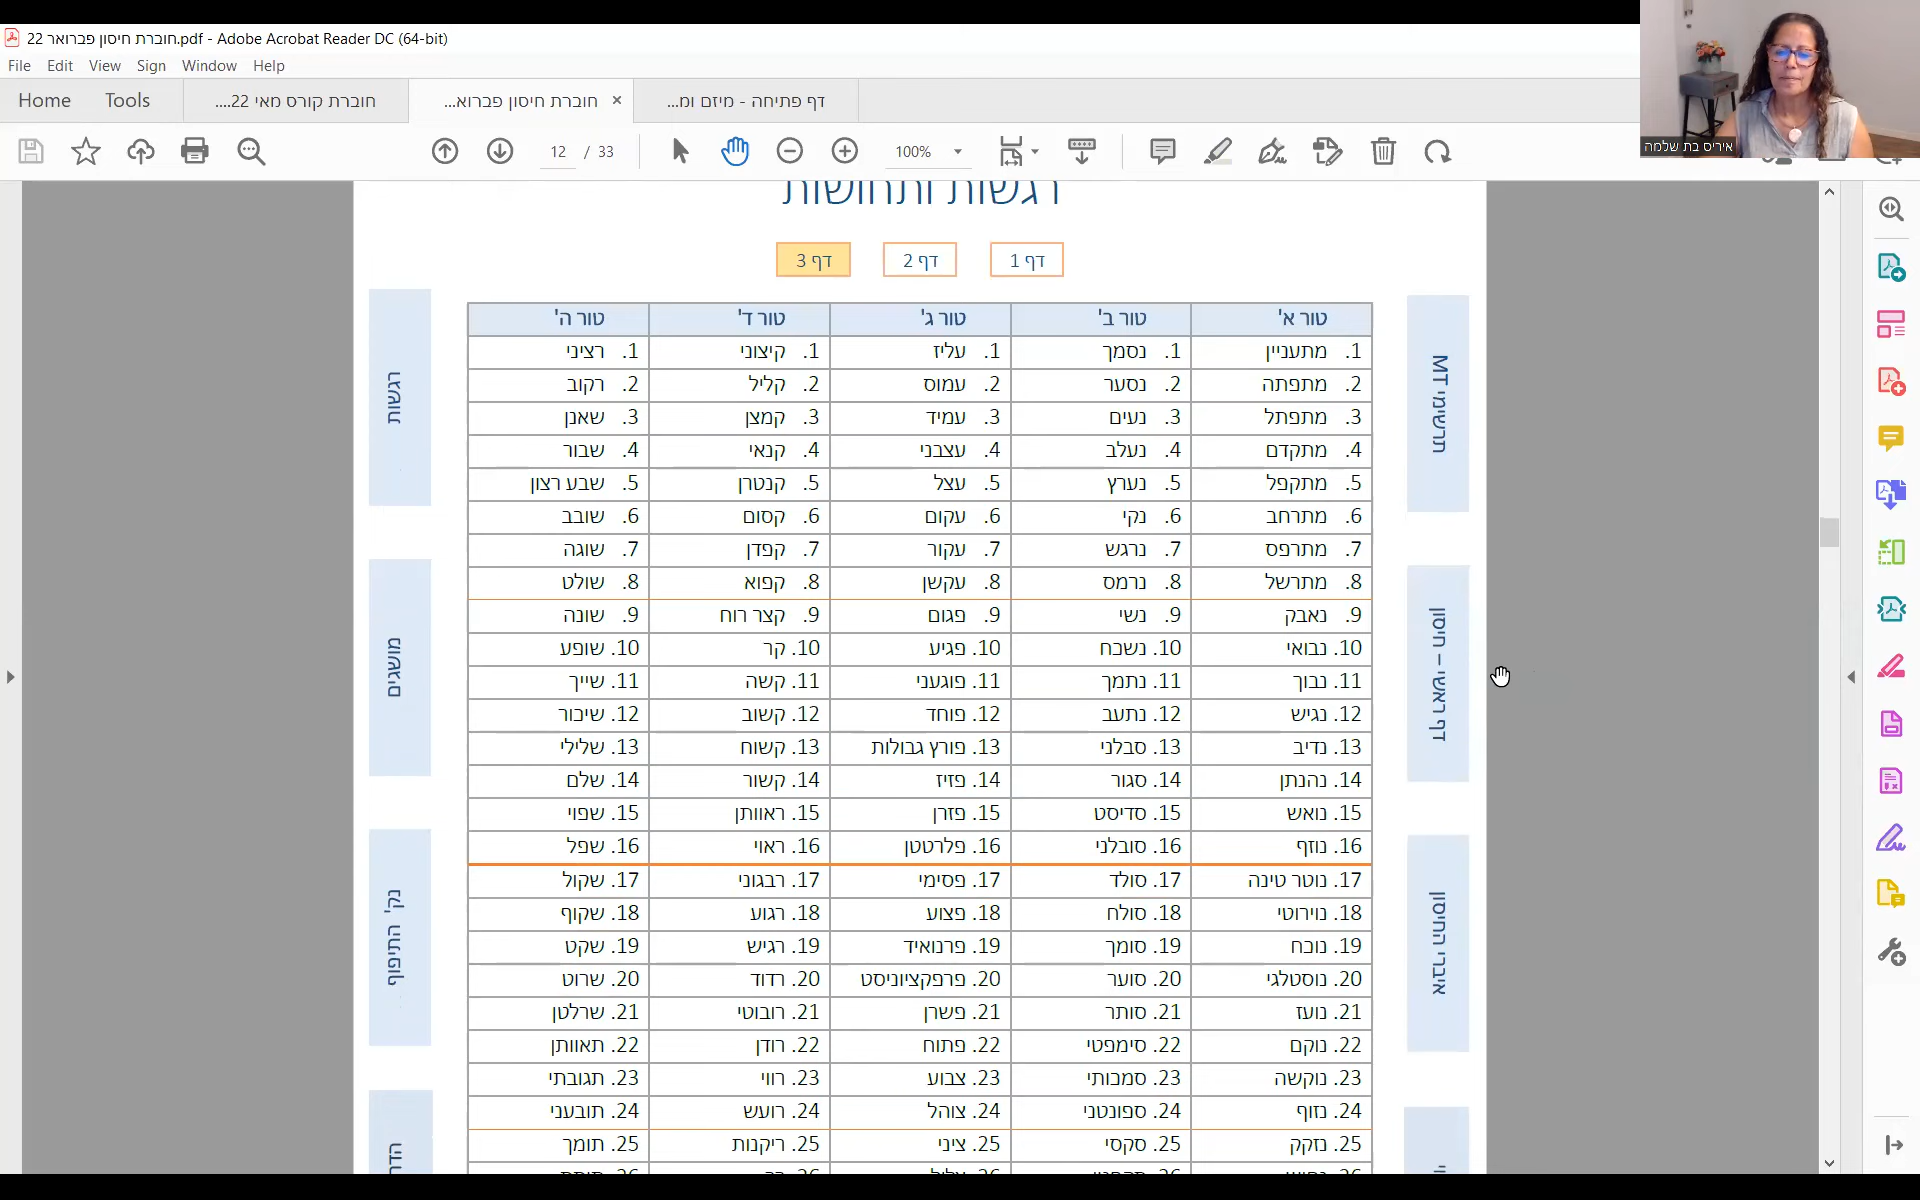 חוברת חיסון פברואר 22.pdf - Adobe Acrobat Reader DC (64-bit)
File Edit View Sign Window Help
Home Tools חוברת קורס מאי 22.... חוברת חיסון פברוא... × דף פתיחה - מיזם ומ...
12 / 33 100%
איריס בת שלמה
רגשות ותחושות
דף 1 דף 2 דף 3
טור א' טור ב' טור ג' טור ד' טור ה'
1. מתעניין 1. נסמך 1. עליז 1. קיצוני 1. רציני
2. מתפתה 2. נסער 2. עמוס 2. קליל 2. רקוב
3. מתפתל 3. נעים 3. עמיד 3. קמצן 3. שאנן
4. מתקדם 4. נעלב 4. עצבני 4. קנאי 4. שבור
5. מתקפל 5. נערץ 5. עצל 5. קנטרן 5. שבע רצון
6. מתרחב 6. נקי 6. עקום 6. קסום 6. שובב
7. מתרפס 7. נרגש 7. עקור 7. קפדן 7. שוגה
8. מתרשל 8. נרמס 8. עקשן 8. קפוא 8. שולט
9. נאבק 9. נשי 9. פגום 9. קצר רוח 9. שונה
10. נבואי 10. נשכח 10. פגיע 10. קר 10. שופע
11. נבוך 11. נתמך 11. פוגעני 11. קשה 11. שייך
12. נגיש 12. נתעב 12. פוחד 12. קשוב 12. שיכור
13. נדיב 13. סבלני 13. פורץ גבולות 13. קשוח 13. שלילי
14. נהנתן 14. סגור 14. פזיז 14. קשור 14. שלם
15. נואש 15. סדיסט 15. פזרן 15. ראוותן 15. שפוי
16. נוזף 16. סובלני 16. פלרטטן 16. ראוי 16. שפל
17. נוטר טינה 17. סולד 17. פסימי 17. רבגוני 17. שקול
18. נוירוטי 18. סולח 18. פצוע 18. רגוע 18. שקוף
19. נוכח 19. סומך 19. פרנואיד 19. רגיש 19. שקט
20. נוסטלגי 20. סוער 20. פרפקציוניסט 20. רדוד 20. שרוט
21. נועז 21. סותר 21. פשרן 21. רובוטי 21. שרלטן
22. נוקם 22. סימפטי 22. פתוח 22. רודן 22. תאוותן
23. נוקשה 23. סמכותי 23. צבוע 23. רווי 23. תגובתי
24. נזוף 24. ספונטני 24. צוהל 24. רועש 24. תובעני
25. נזקק 25. סקסי 25. ציני 25. ריקנות 25. תומך
תרשימי MT
דף ראשי – חיסון
איברי החיסון
רגשות
מושגים
נק' התיפוף
הדר